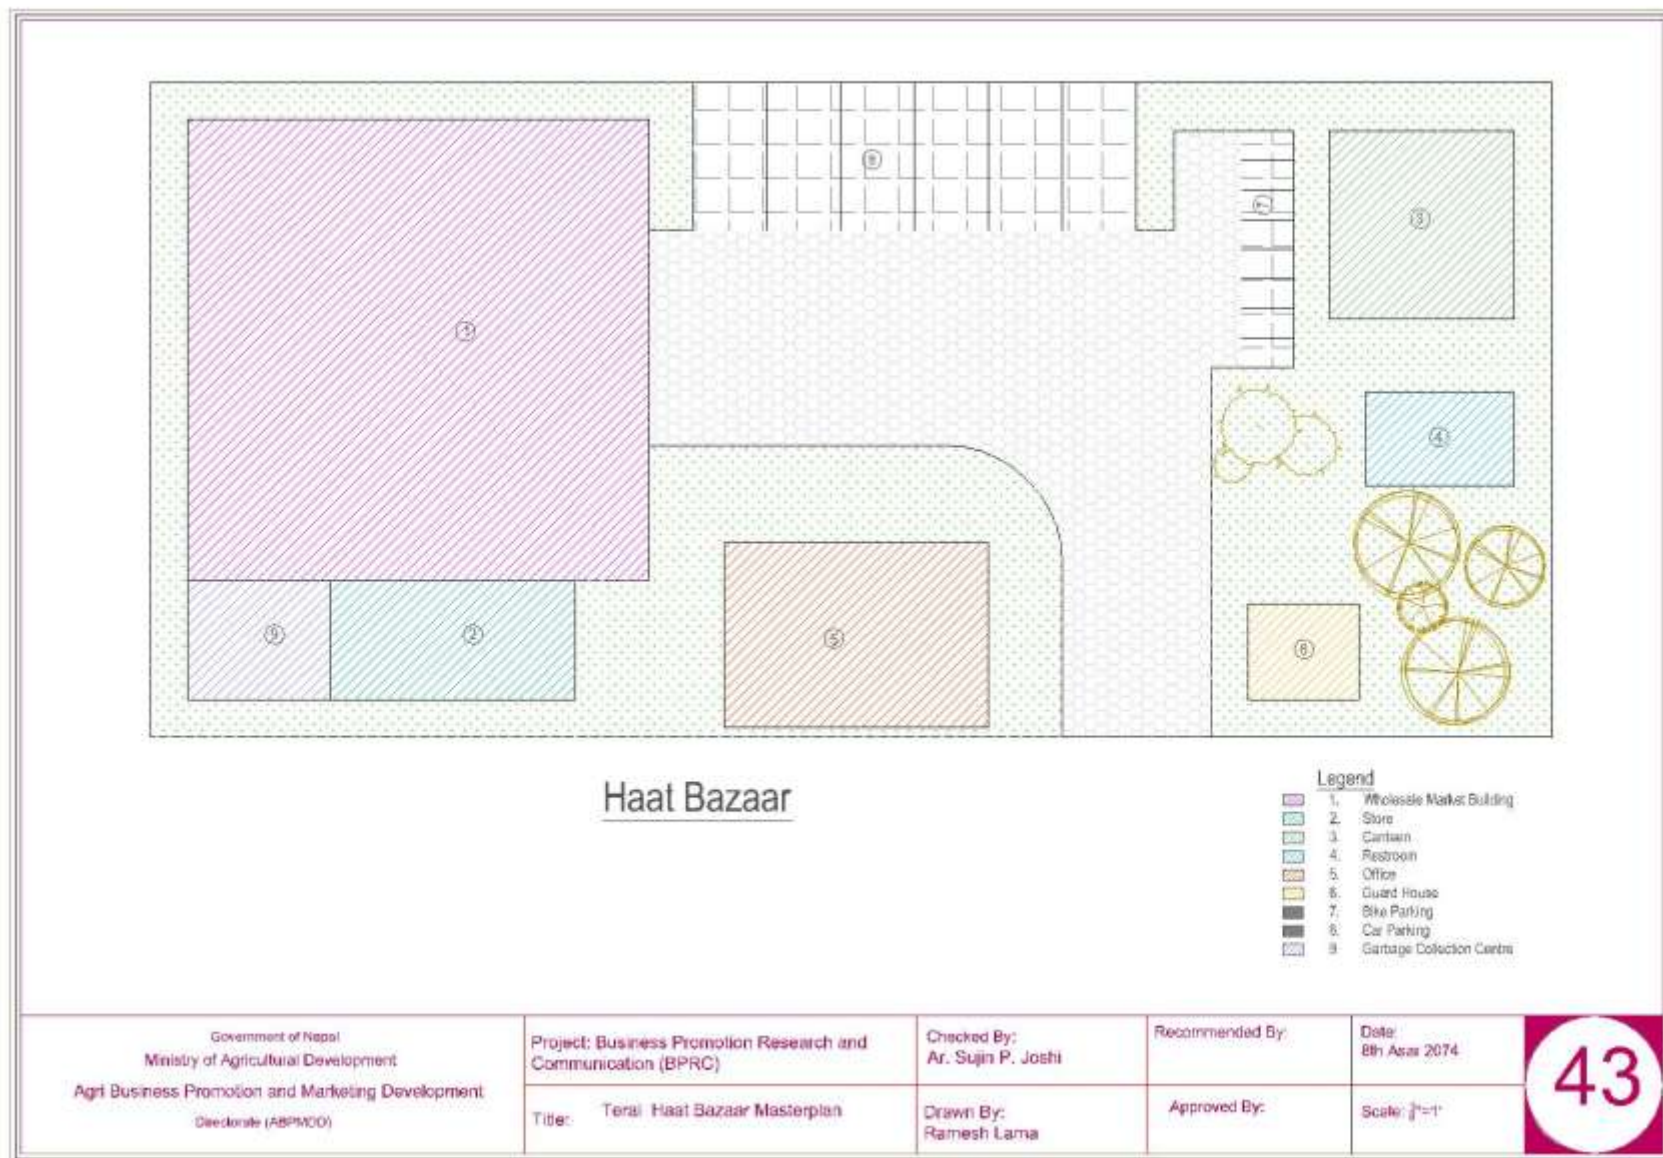 8
7
3
1
4
9
2
5
6
Haat Bazaar
Legend
1. Wholesale Market Building
2. Store
3. Canteen
4. Restroom
5. Office
6. Guard House
7. Bike Parking
8. Car Parking
9 Garbage Collection Centre
Government of Nepal
Ministry of Agricultural Development
Agri Business Promotion and Marketing Development
Directorate (ABPMDD)
Project: Business Promotion Research and
Communication (BPRC)
Title: Terai Haat Bazaar Masterplan
Checked By:
Ar. Sujin P. Joshi
Drawn By:
Ramesh Lama
Recommended By:
Approved By:
Date:
8th Asar 2074
Scale:
43